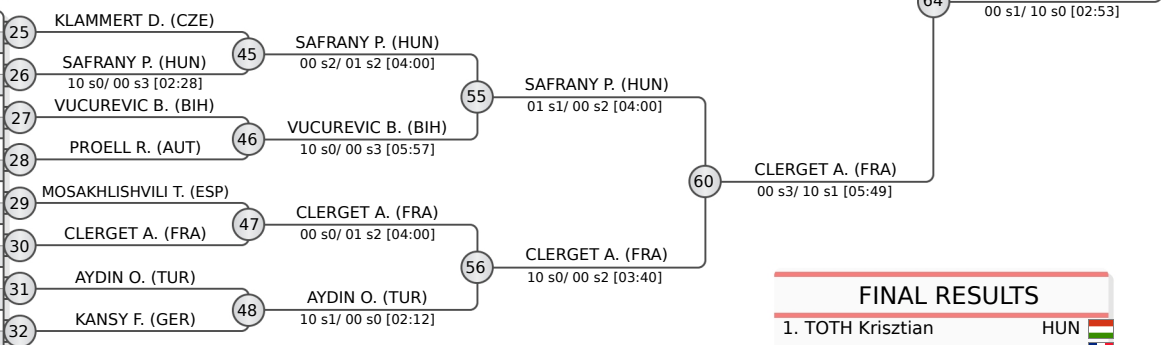 64
00 s1/ 10 s0 [02:53]
25
KLAMMERT D. (CZE)
45
SAFRANY P. (HUN)
00 s2/ 01 s2 [04:00]
26
SAFRANY P. (HUN)
10 s0/ 00 s3 [02:28]
55
SAFRANY P. (HUN)
01 s1/ 00 s2 [04:00]
27
VUCUREVIC B. (BIH)
46
VUCUREVIC B. (BIH)
10 s0/ 00 s3 [05:57]
28
PROELL R. (AUT)
60
CLERGET A. (FRA)
00 s3/ 10 s1 [05:49]
29
MOSAKHLISHVILI T. (ESP)
47
CLERGET A. (FRA)
00 s0/ 01 s2 [04:00]
30
CLERGET A. (FRA)
56
CLERGET A. (FRA)
10 s0/ 00 s2 [03:40]
31
AYDIN O. (TUR)
48
AYDIN O. (TUR)
10 s1/ 00 s0 [02:12]
32
KANSY F. (GER)
FINAL RESULTS
1. TOTH Krisztian HUN